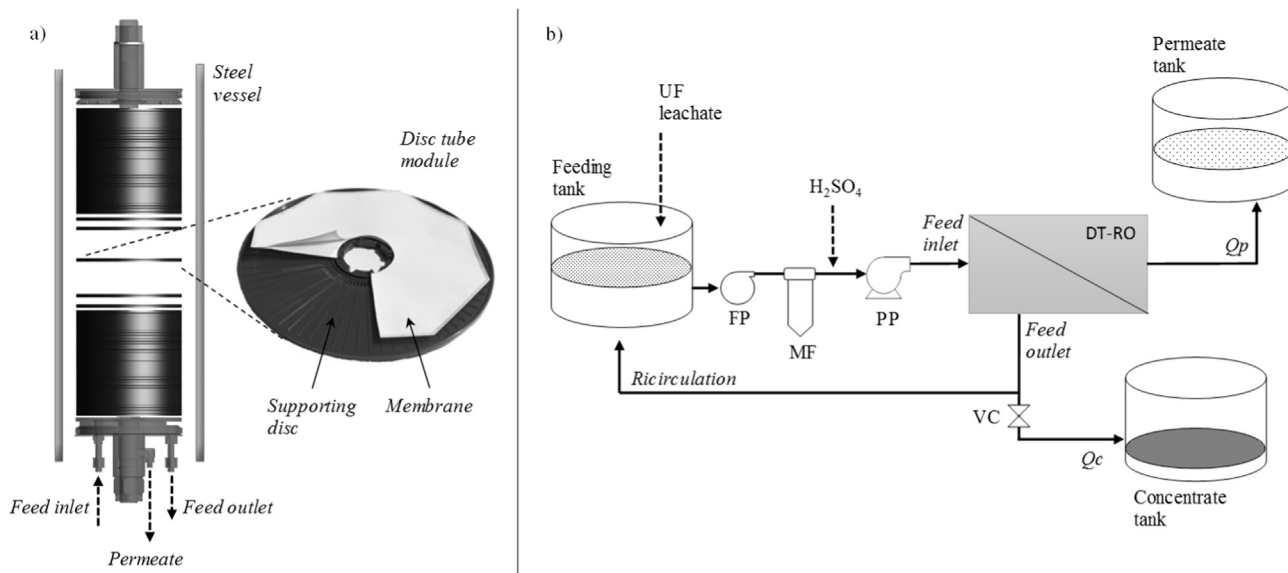 a)
Steel
vessel
Disc tube
module
Supporting
disc
Membrane
Feed inlet
Feed outlet
Permeate
b)
UF
leachate
Feeding
tank
H₂SO₄
FP
MF
PP
Feed
inlet
DT-RO
Permeate
tank
Qp
Feed
outlet
Ricirculation
VC
Qc
Concentrate
tank